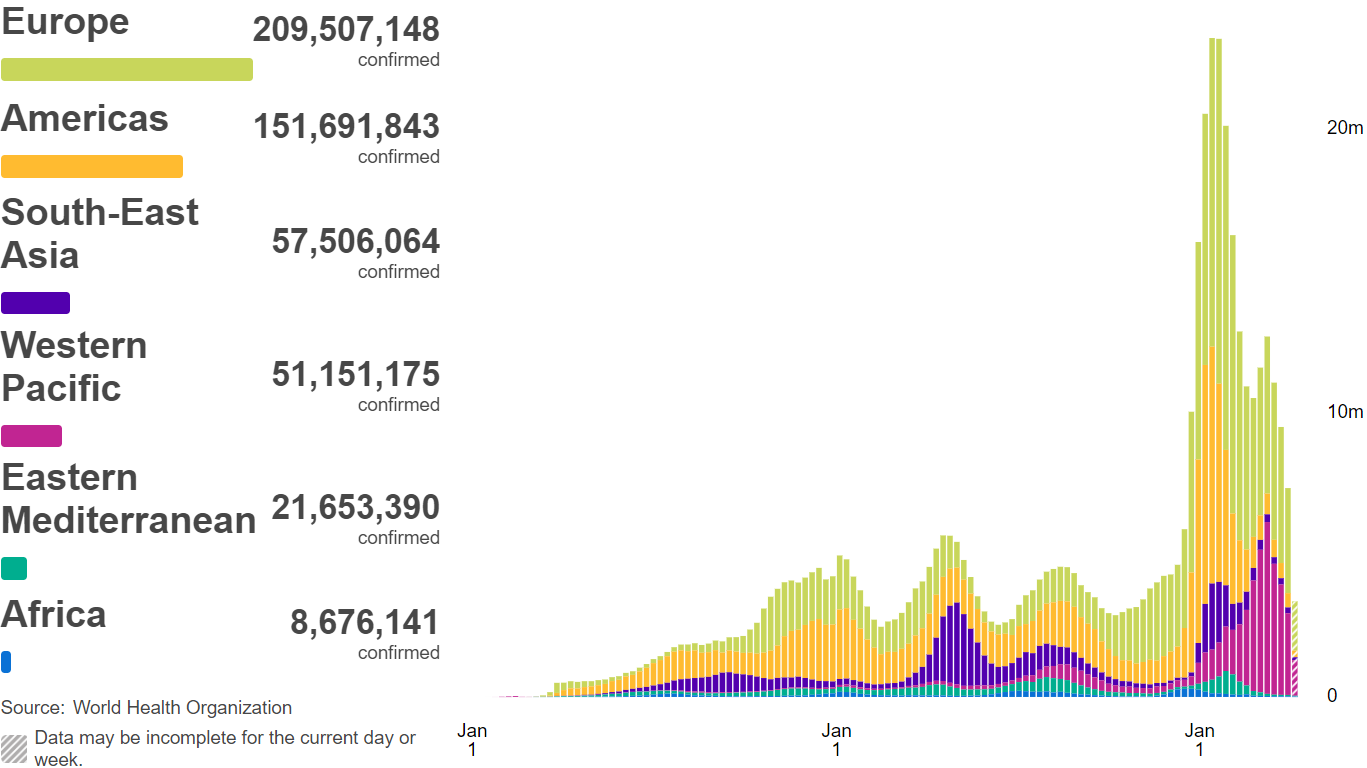 Europe
209,507,148
confirmed
Americas
151,691,843
confirmed
South-East
Asia
57,506,064
confirmed
Western
Pacific
51,151,175
confirmed
Eastern
Mediterranean
21,653,390
confirmed
Africa
8,676,141
confirmed
Source: World Health Organization
Data may be incomplete for the current day or
week.
20m
10m
0
Jan
1
Jan
1
Jan
1